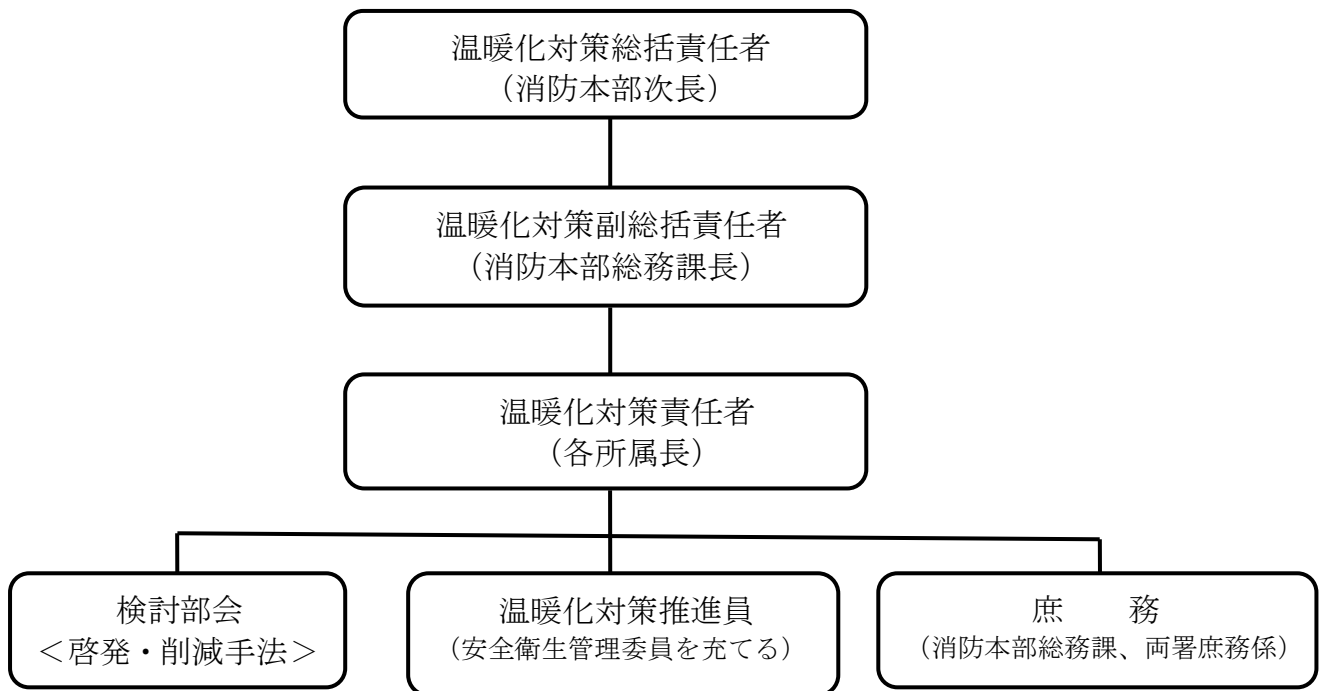 温暖化対策総括責任者
（消防本部次長）
温暖化対策副総括責任者
（消防本部総務課長）
温暖化対策責任者
（各所属長）
検討部会
＜啓発・削減手法＞
温暖化対策推進員
（安全衛生管理委員を充てる）
庶　　務
（消防本部総務課、両署庶務係）